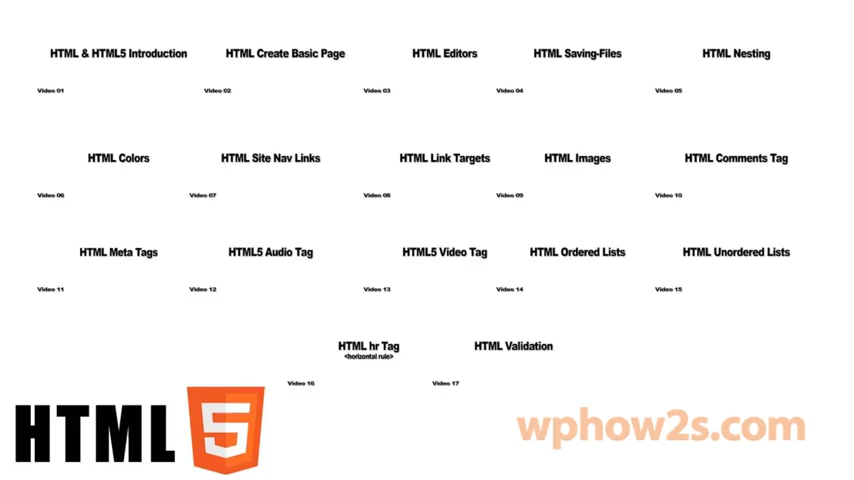 HTML & HTML5 Introduction
HTML Create Basic Page
HTML Editors
HTML Saving-Files
HTML Nesting
Video 01
Video 02
Video 03
Video 04
Video 05
HTML Colors
HTML Site Nav Links
HTML Link Targets
HTML Images
HTML Comments Tag
Video 06
Video 07
Video 08
Video 09
Video 10
HTML Meta Tags
HTML5 Audio Tag
HTML5 Video Tag
HTML Ordered Lists
HTML Unordered Lists
Video 11
Video 12
Video 13
Video 14
Video 15
HTML hr Tag
<horizontal rule>
HTML Validation
Video 16
Video 17
HTML 5
wphow2s.com